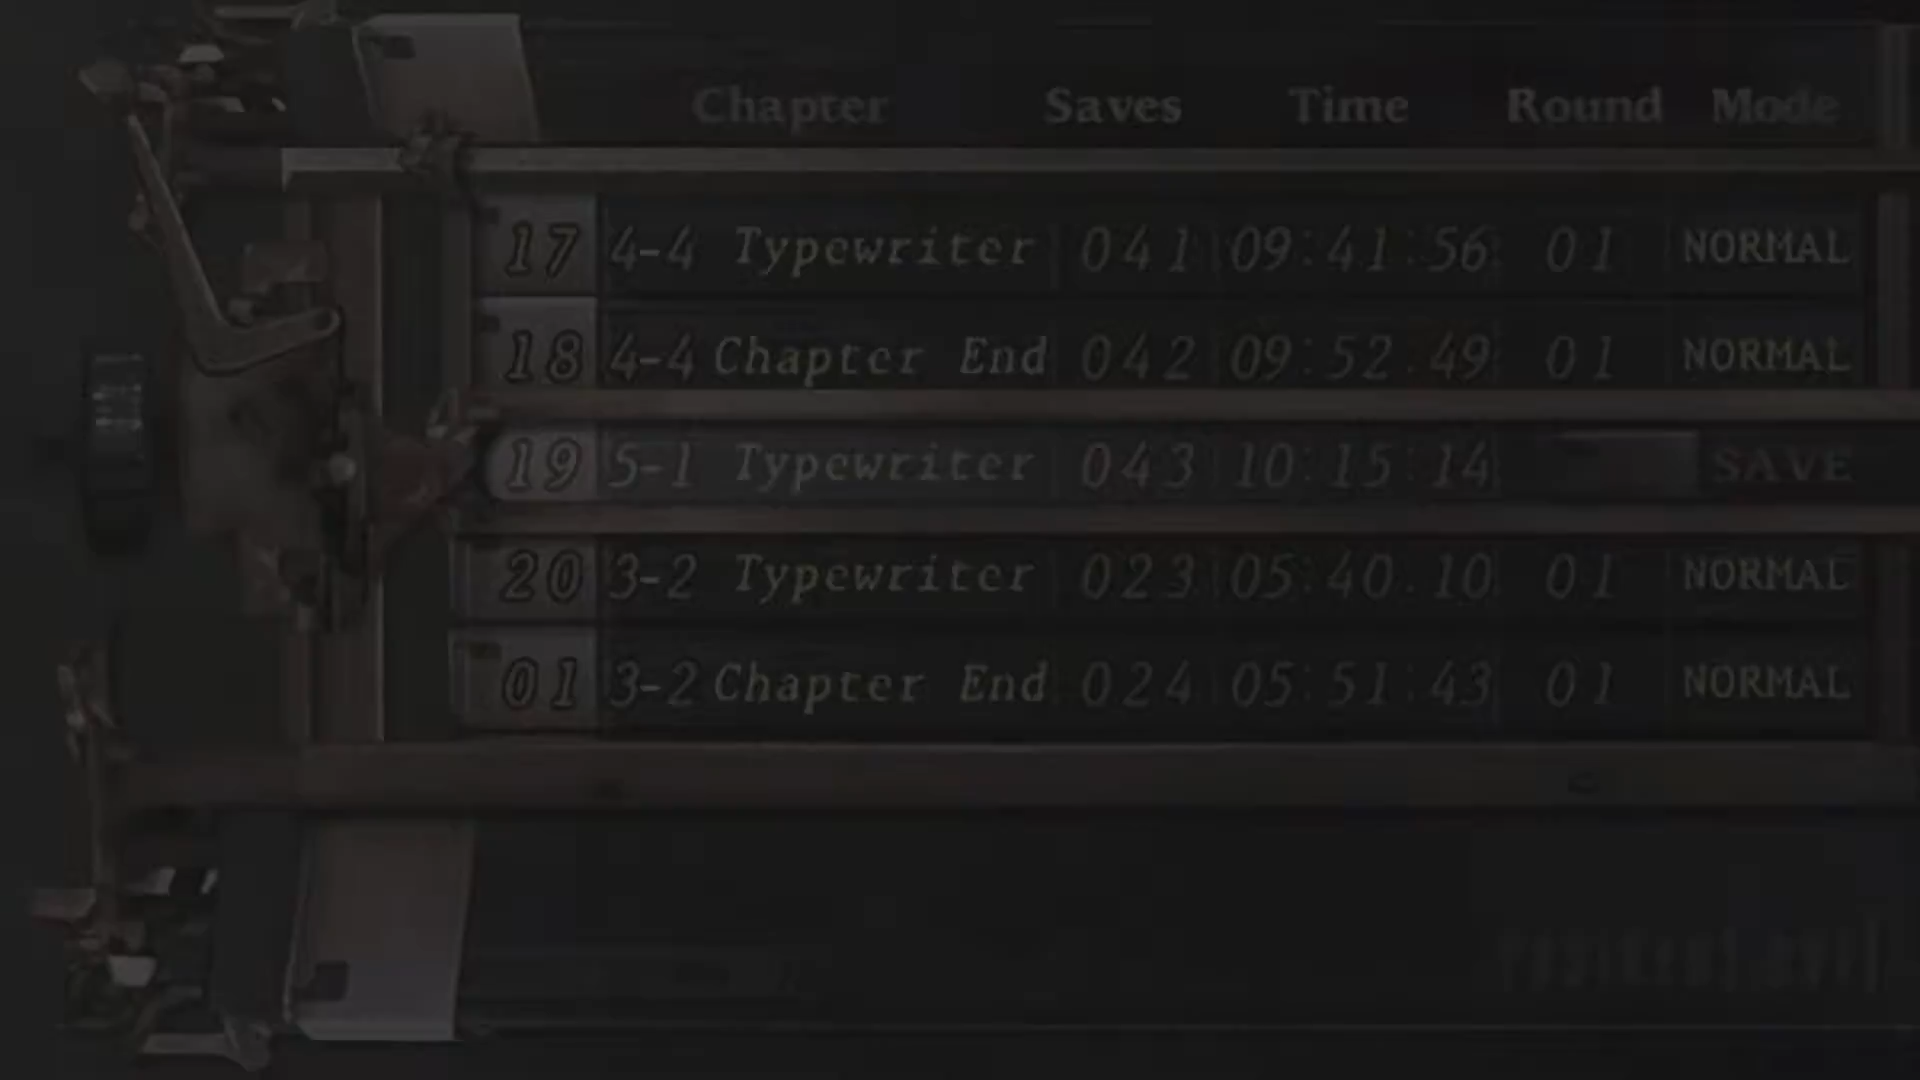 Chapter Saves Time Round Mode
17 4-4 Typewriter 041 09:41:56 01 NORMAL
18 4-4 Chapter End 042 09:52:49 01 NORMAL
19 5-1 Typewriter 043 10:15:14 SAVE
20 3-2 Typewriter 023 05:40:10 01 NORMAL
01 3-2 Chapter End 024 05:51:43 01 NORMAL
resident evil